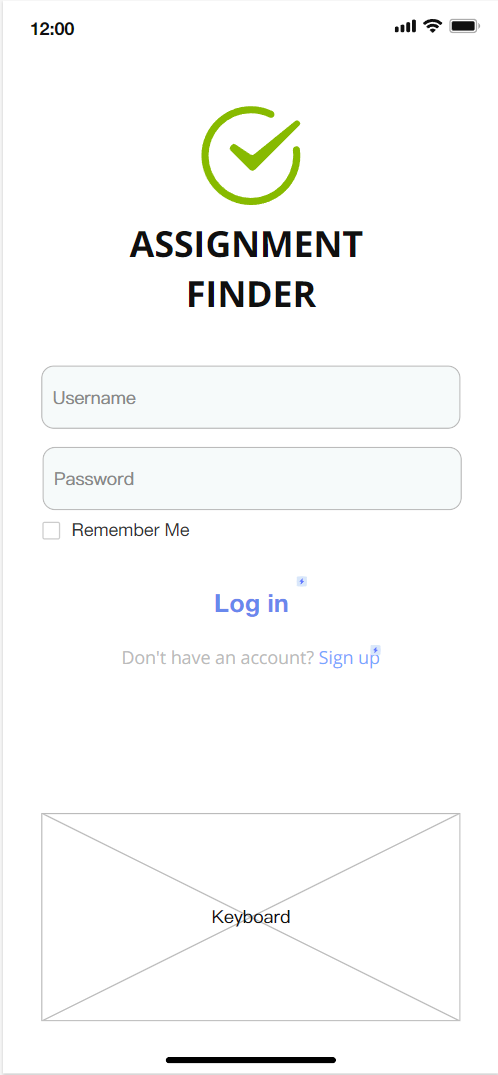 12:00
ASSIGNMENT
FINDER
Username
Password
Remember Me
Log in
Don't have an account? Sign up
Keyboard